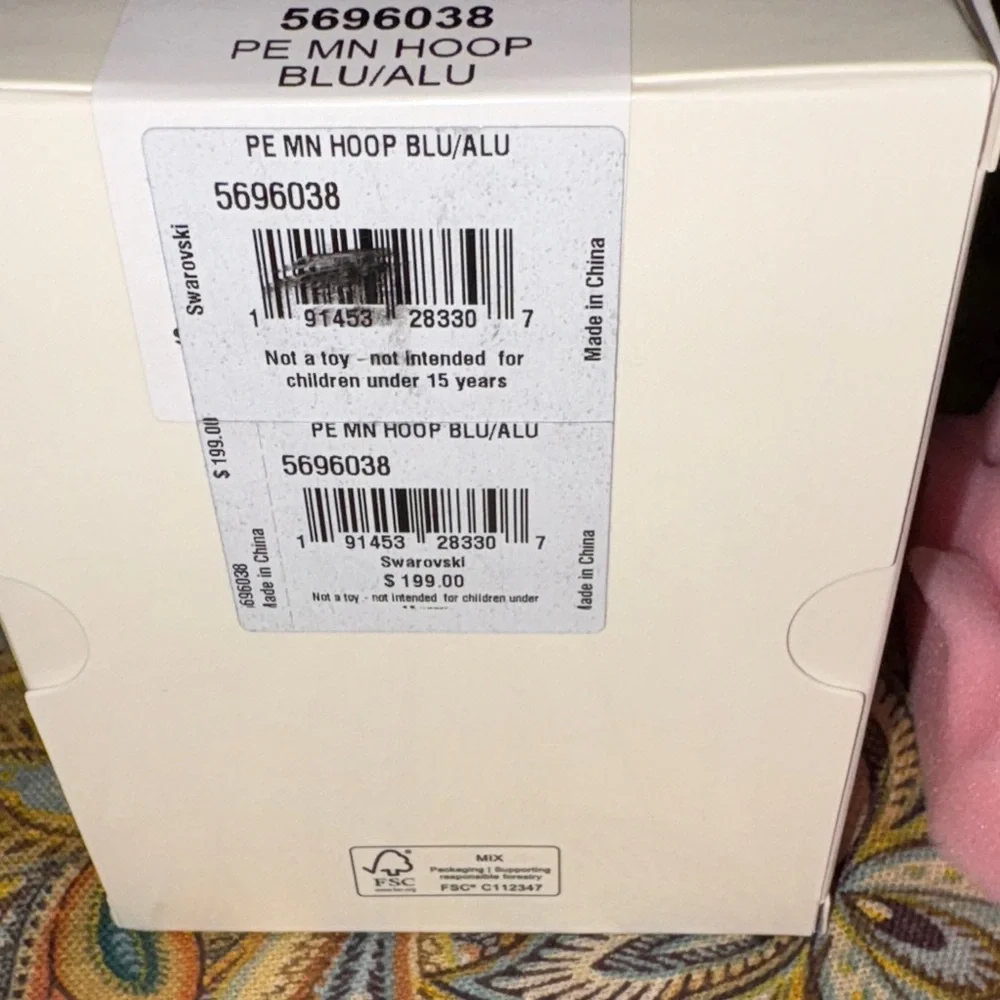 5696038
PE MN HOOP
BLU/ALU
PE MN HOOP BLU/ALU
5696038
Swarovski
Made in China
1 91453 28330 7
Not a toy - not intended for
children under 15 years
$ 199.00
PE MN HOOP BLU/ALU
5696038
1 91453 28330 7
Swarovski
$ 199.00
Not a toy - not intended for children under
696038
lade in China
lade in China
FSC
MIX
Packaging | Supporting
responsible forestry
FSC® C112347